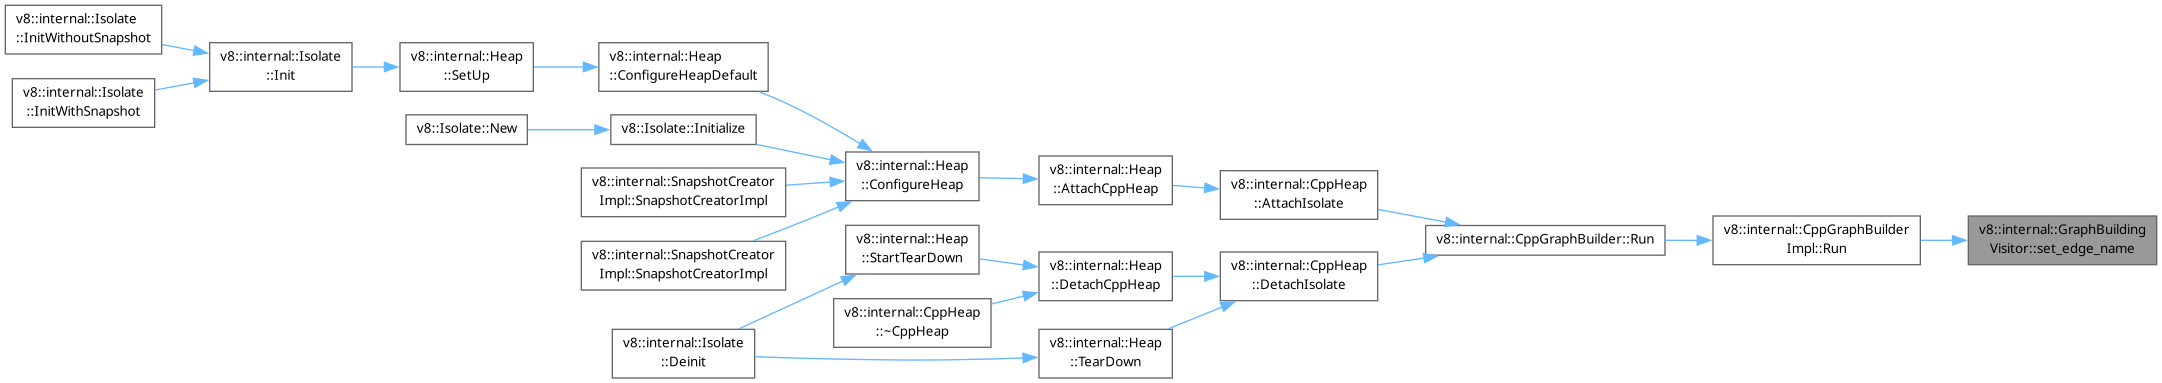 v8::internal::Isolate
::InitWithoutSnapshot
v8::internal::Isolate
::InitWithSnapshot
v8::internal::Isolate
::Init
v8::internal::Heap
::SetUp
v8::internal::Heap
::ConfigureHeapDefault
v8::Isolate::New
v8::Isolate::Initialize
v8::internal::SnapshotCreator
Impl::SnapshotCreatorImpl
v8::internal::SnapshotCreator
Impl::SnapshotCreatorImpl
v8::internal::Heap
::ConfigureHeap
v8::internal::Heap
::StartTearDown
v8::internal::CppHeap
::~CppHeap
v8::internal::Isolate
::Deinit
v8::internal::Heap
::AttachCppHeap
v8::internal::Heap
::DetachCppHeap
v8::internal::Heap
::TearDown
v8::internal::CppHeap
::AttachIsolate
v8::internal::CppHeap
::DetachIsolate
v8::internal::CppGraphBuilder::Run
v8::internal::CppGraphBuilder
Impl::Run
v8::internal::GraphBuilding
Visitor::set_edge_name